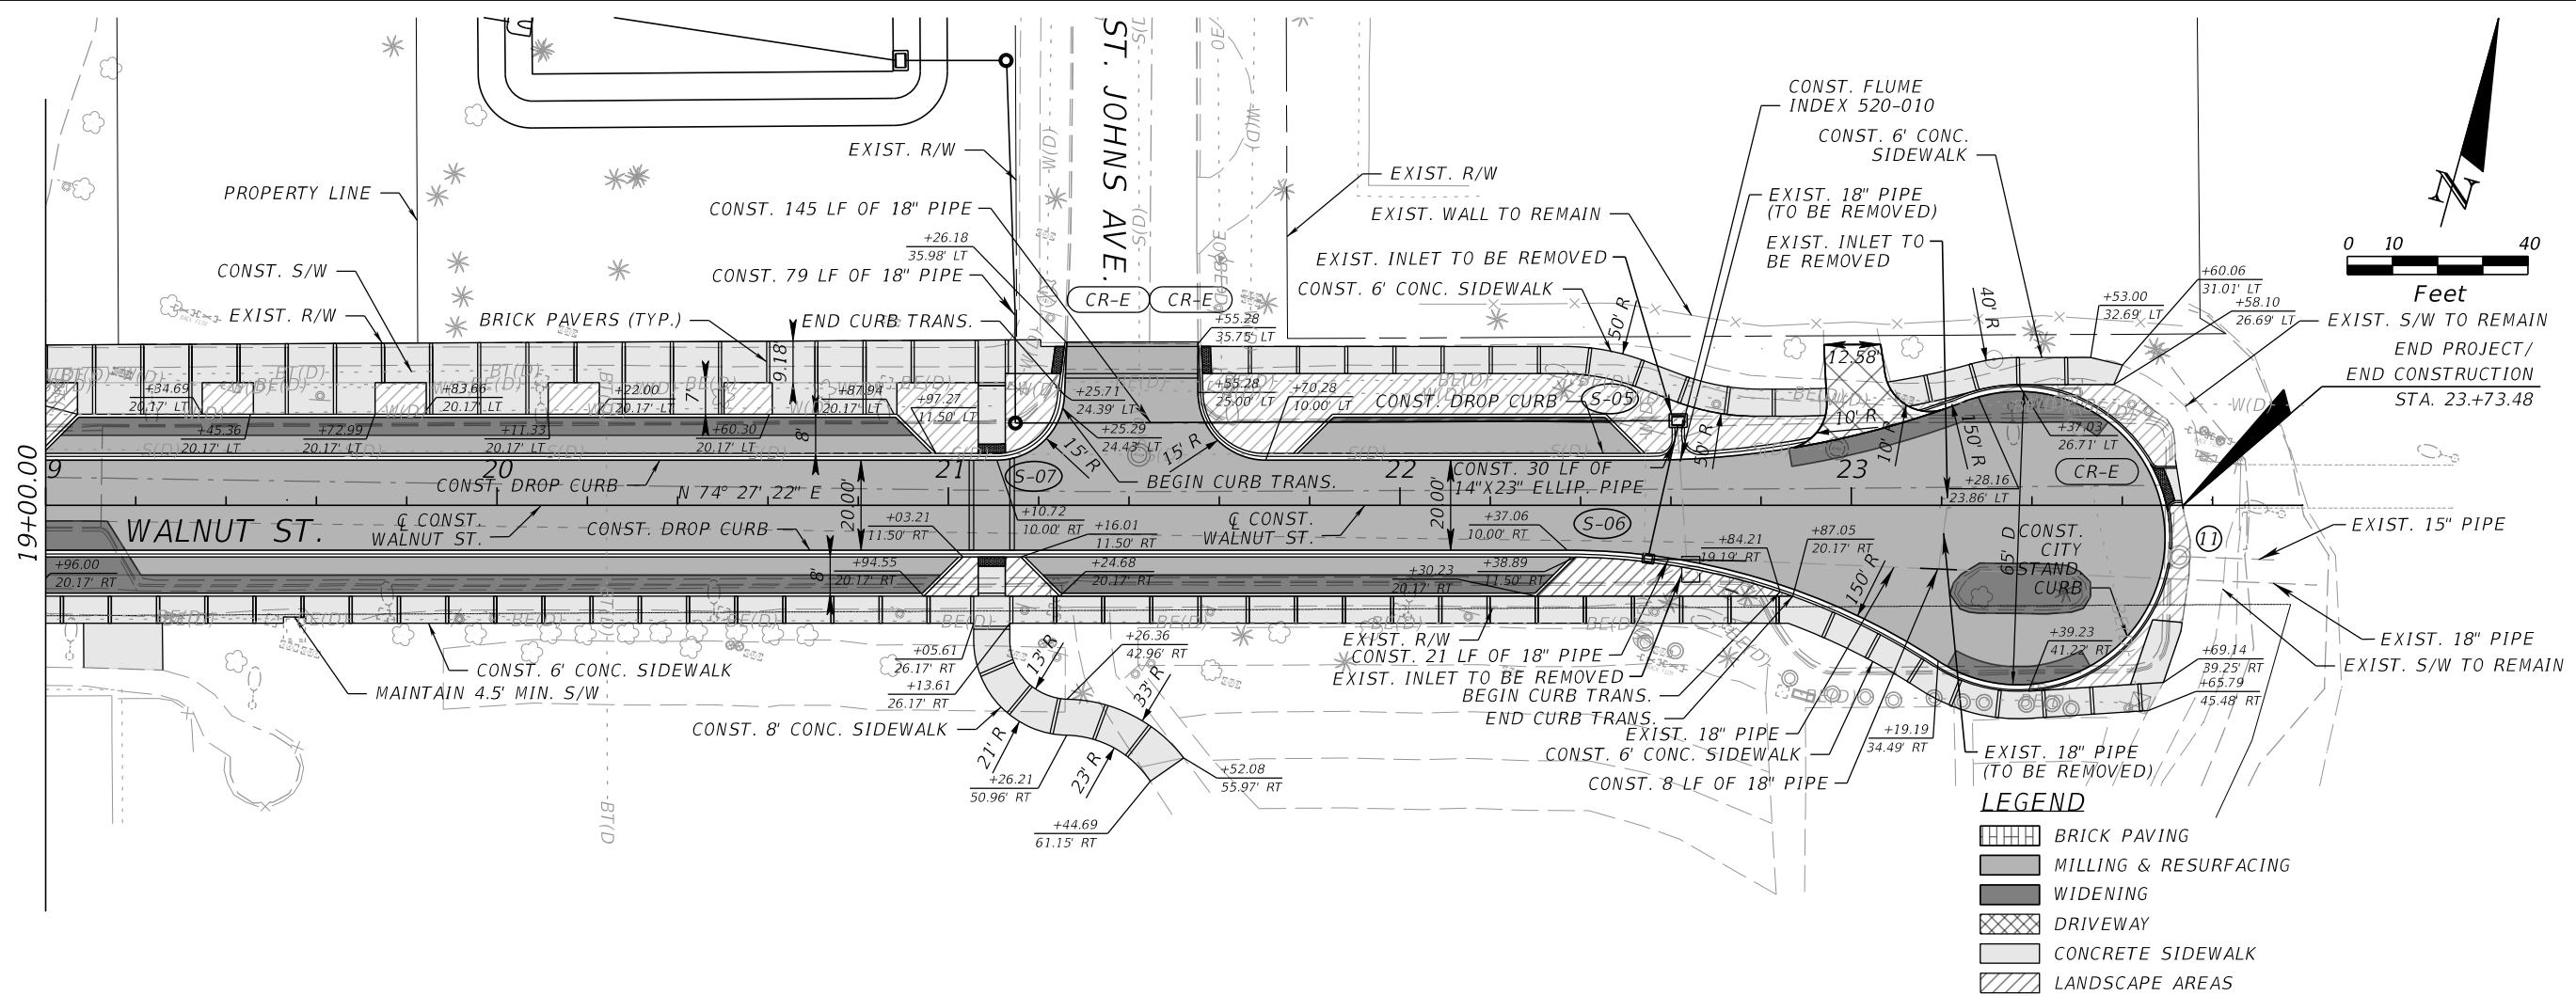 ST. JOHNS AVE.
CONST. FLUME
INDEX 520-010
CONST. 6' CONC.
SIDEWALK
EXIST. R/W
EXIST. R/W
PROPERTY LINE
CONST. 145 LF OF 18" PIPE
EXIST. WALL TO REMAIN
EXIST. 18" PIPE
(TO BE REMOVED)
+26.18
35.98' LT
EXIST. INLET TO
BE REMOVED
0 10 40
Feet
CONST. S/W
CONST. 79 LF OF 18" PIPE
EXIST. INLET TO BE REMOVED
CONST. 6' CONC. SIDEWALK
+60.06
31.01' LT
CR-E
CR-E
+53.00
32.69' LT
+58.10
26.69' LT
EXIST. R/W
BRICK PAVERS (TYP.)
END CURB TRANS.
+55.28
35.75' LT
50' R
40' R
EXIST. S/W TO REMAIN
END PROJECT/
END CONSTRUCTION
STA. 23+73.48
9.18'
12.58'
7'
+34.69
20.17' LT
+83.66
20.17' LT
+22.00
20.17' LT
+87.94
20.17' LT
+97.27
11.50' LT
+25.71
24.39' LT
+55.28
25.00' LT
+70.28
10.00' LT
CONST. DROP CURB
S-05
10' R
10' R
150' R
+37.03
26.71' LT
+45.36
20.17' LT
+72.99
20.17' LT
+11.33
20.17' LT
+60.30
20.17' LT
8'
+25.29
24.43' LT
15' R
15' R
50' R
19+00.00
9
20
21
22
23
CONST. DROP CURB
N 74° 27' 22" E
S-07
BEGIN CURB TRANS.
CONST. 30 LF OF
14"X23" ELLIP. PIPE
+28.16
23.86' LT
CR-E
WALNUT ST.
℄ CONST.
WALNUT ST.
CONST. DROP CURB
20.00'
+03.21
11.50' RT
+10.72
10.00' RT
+16.01
11.50' RT
℄ CONST.
WALNUT ST.
20.00'
+37.06
10.00' RT
S-06
+84.21
19.19' RT
+87.05
20.17' RT
65' D
CONST.
CITY
STAND.
CURB
11
EXIST. 15" PIPE
+96.00
20.17' RT
8'
+94.55
20.17' RT
+24.68
20.17' RT
+30.23
20.17' RT
+38.89
11.50' RT
150' R
EXIST. R/W
CONST. 21 LF OF 18" PIPE
EXIST. INLET TO BE REMOVED
BEGIN CURB TRANS.
END CURB TRANS.
EXIST. 18" PIPE
CONST. 6' CONC. SIDEWALK
CONST. 8 LF OF 18" PIPE
EXIST. 18" PIPE
EXIST. S/W TO REMAIN
+39.23
41.22' RT
+69.14
39.25' RT
+65.79
45.48' RT
+19.19
34.49' RT
EXIST. 18" PIPE
(TO BE REMOVED)
CONST. 6' CONC. SIDEWALK
MAINTAIN 4.5' MIN. S/W
CONST. 8' CONC. SIDEWALK
+05.61
26.17' RT
+13.61
26.17' RT
13' R
+26.36
42.96' RT
33' R
21' R
23' R
+26.21
50.96' RT
+52.08
55.97' RT
+44.69
61.15' RT
LEGEND
BRICK PAVING
MILLING & RESURFACING
WIDENING
DRIVEWAY
CONCRETE SIDEWALK
LANDSCAPE AREAS